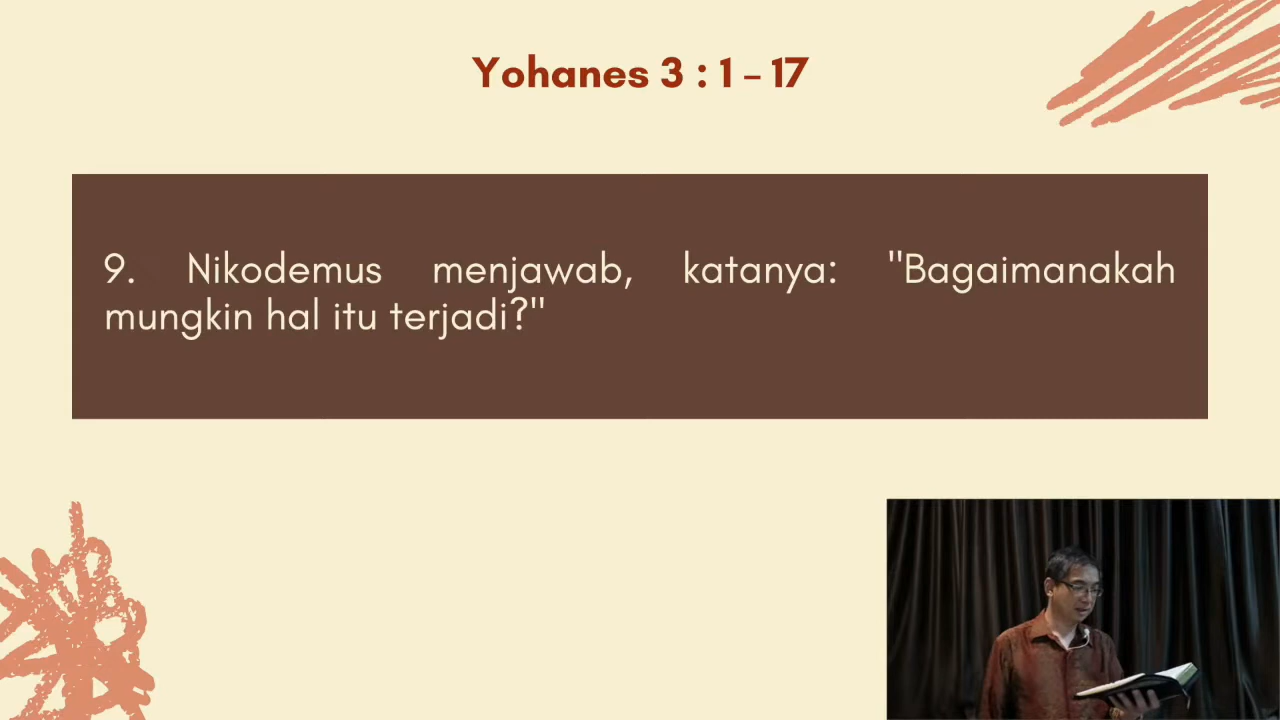 Yohanes 3 : 1 – 17
9. Nikodemus menjawab, katanya: "Bagaimanakah
mungkin hal itu terjadi?"